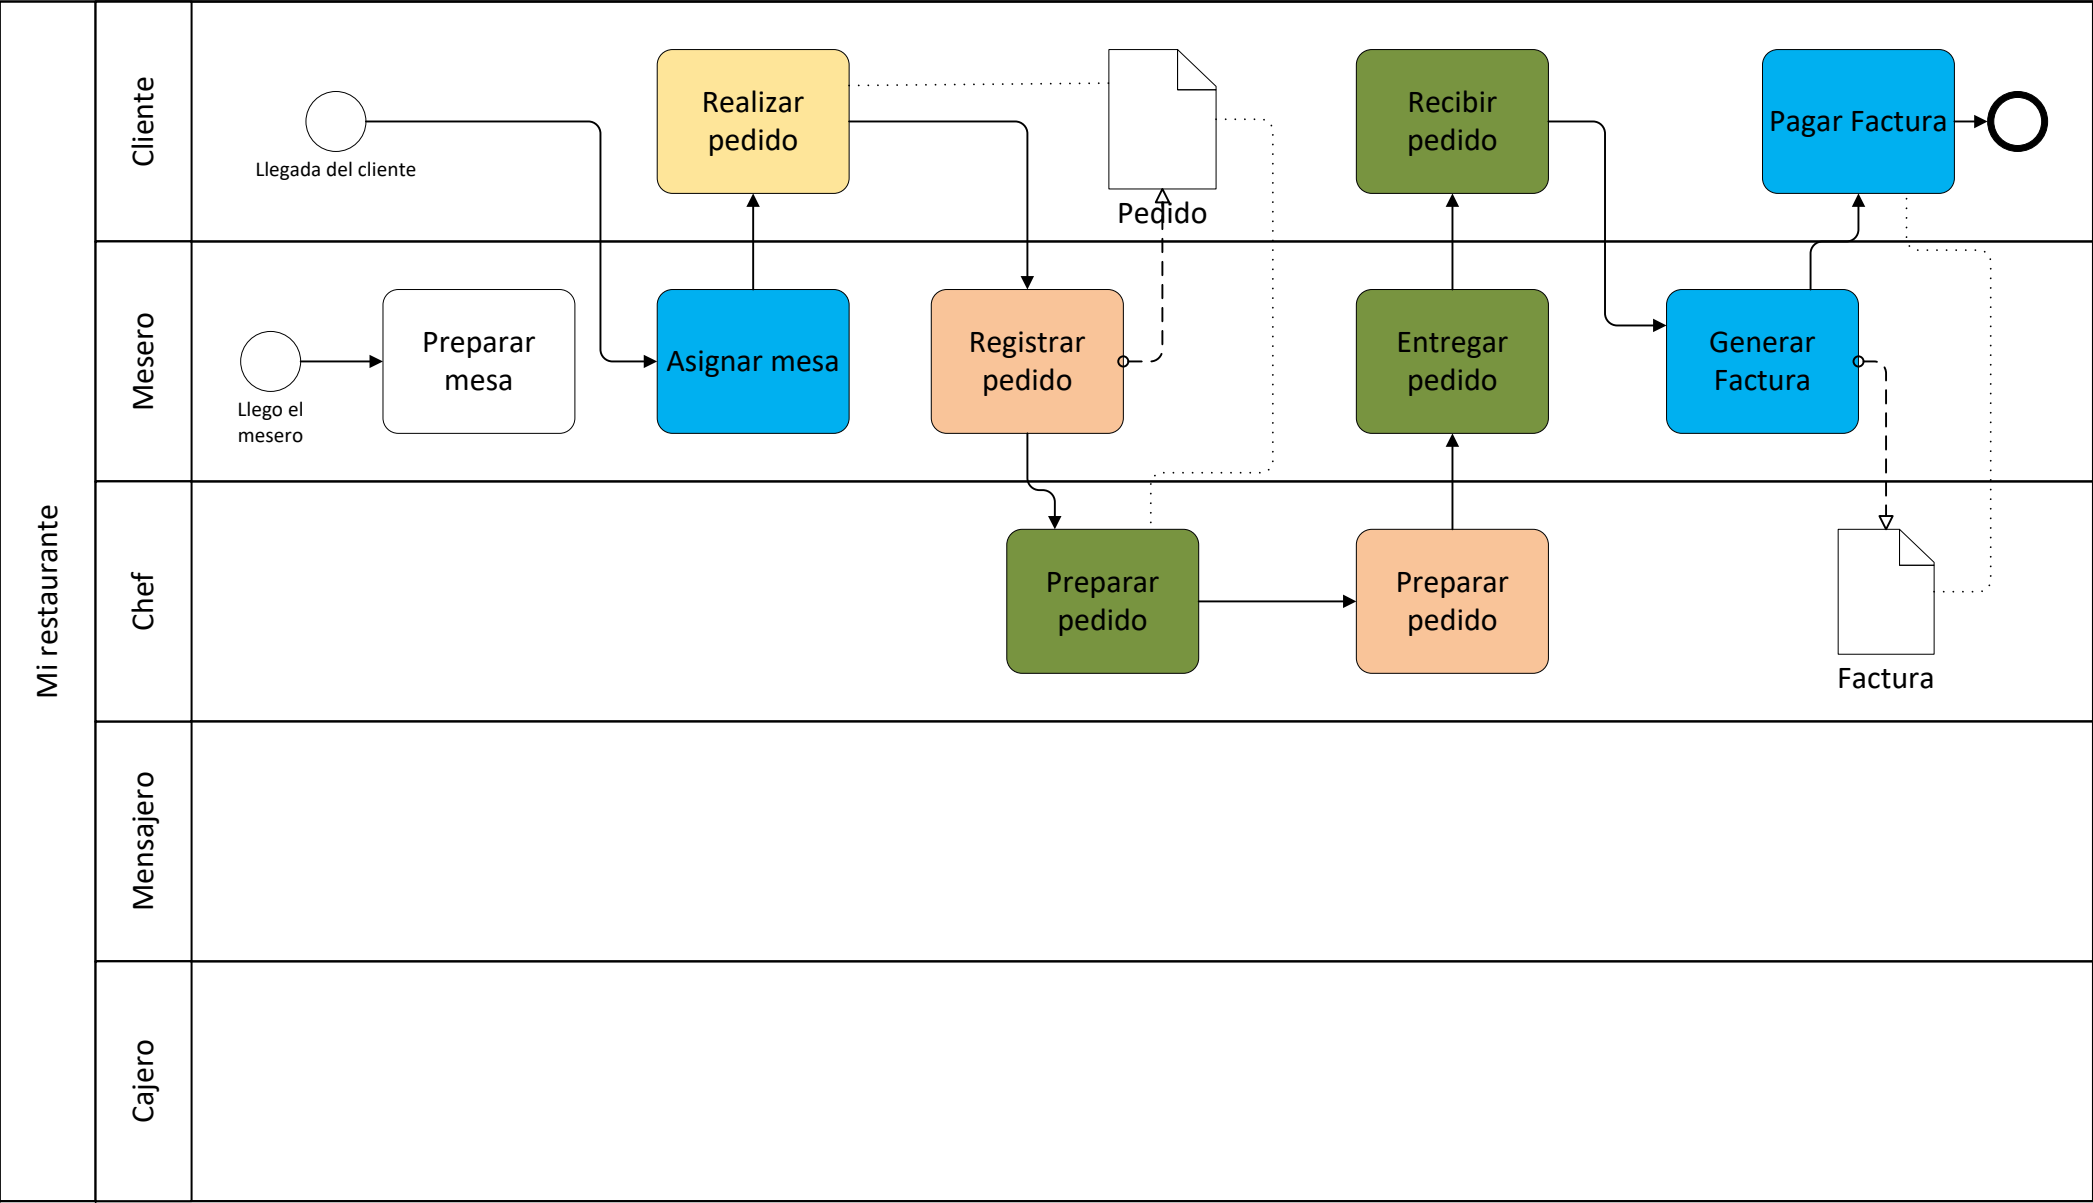 Mi restaurante
Cliente
Llegada del cliente
Realizar
pedido
Pedido
Recibir
pedido
Pagar Factura
Mesero
Llego el
mesero
Preparar
mesa
Asignar mesa
Registrar
pedido
Entregar
pedido
Generar
Factura
Chef
Preparar
pedido
Preparar
pedido
Factura
Mensajero
Cajero